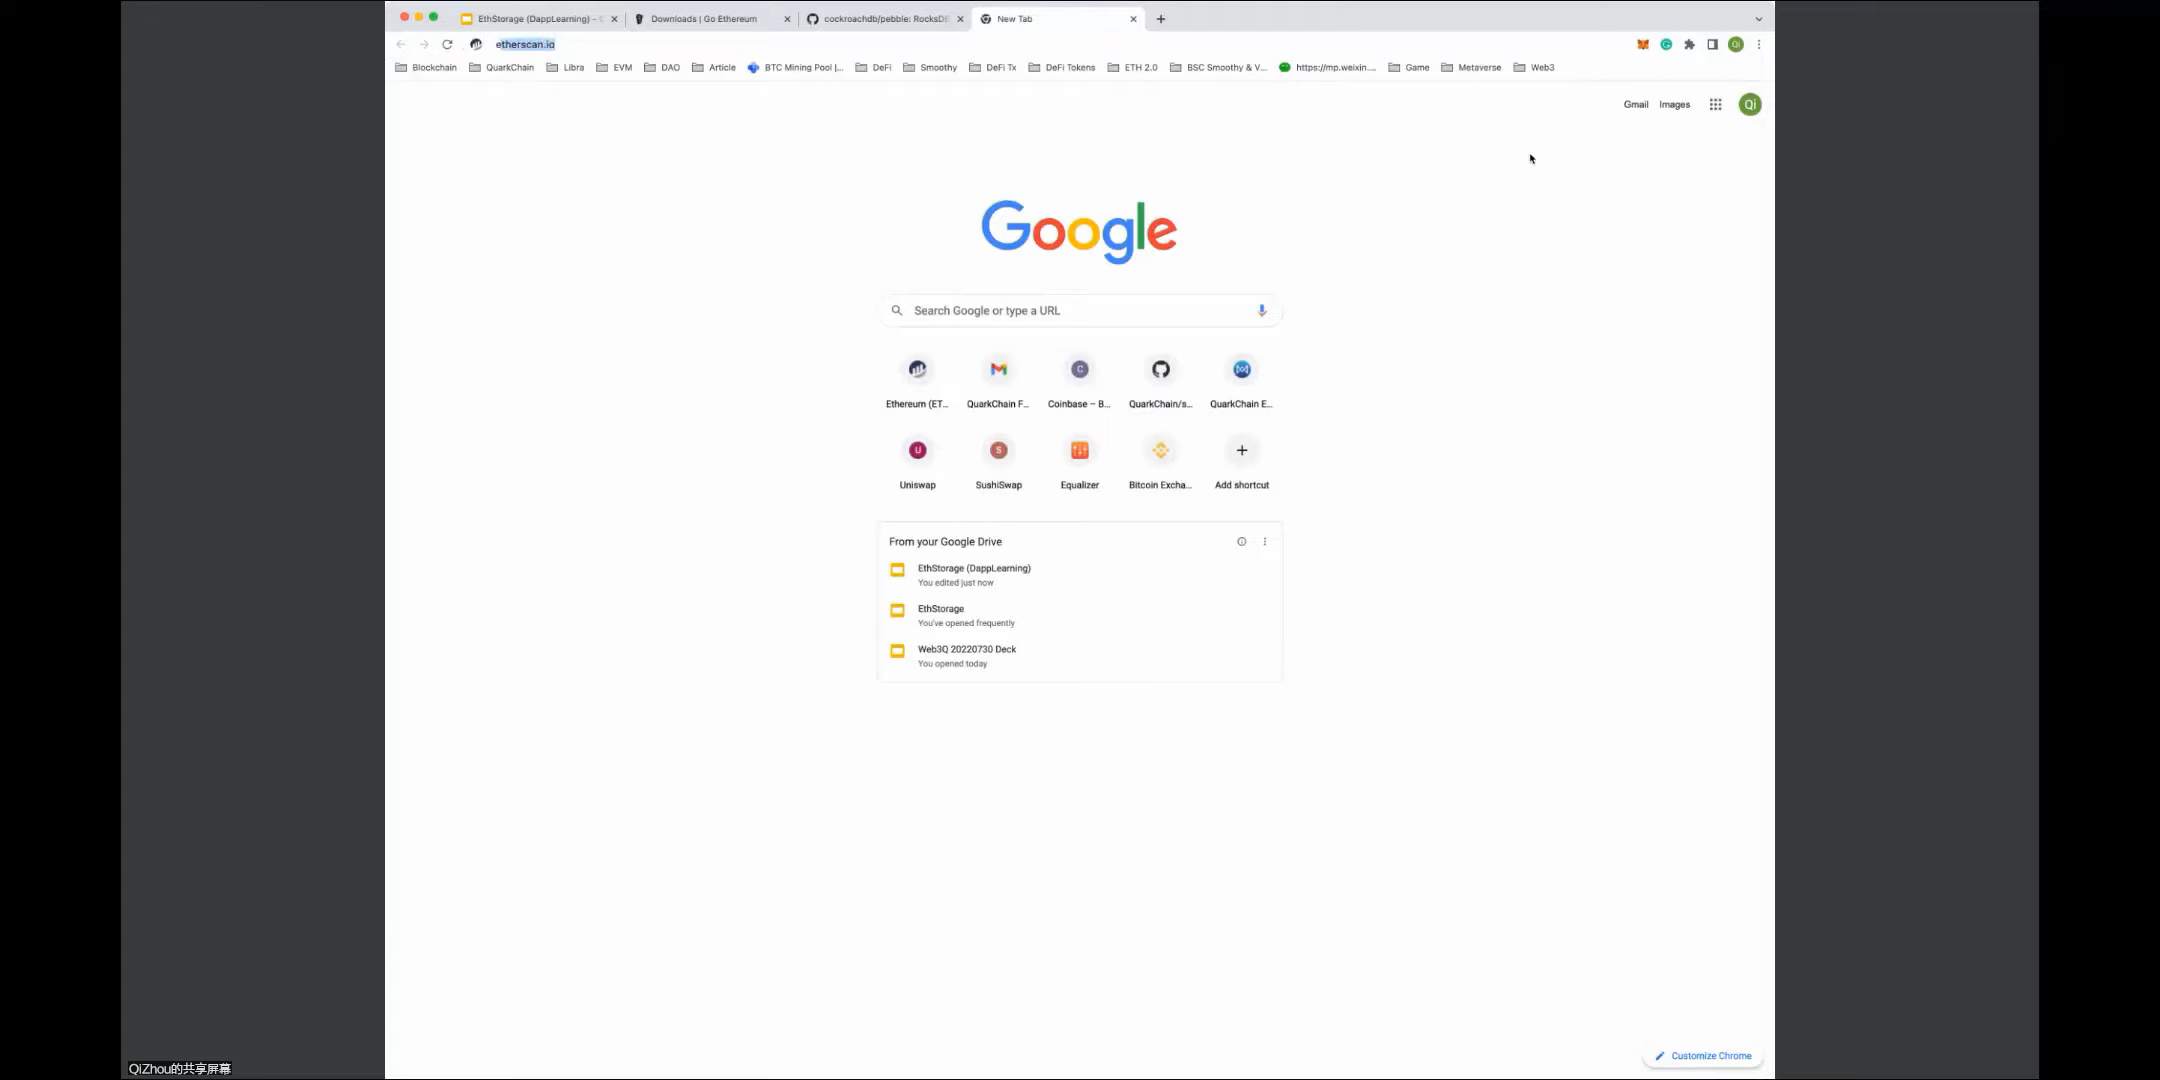 EthStorage (DappLearning) -
Downloads | Go Ethereum
cockroachdb/pebble: RocksDB
New Tab
etherscan.io
Qi
Blockchain
QuarkChain
Libra
EVM
DAO
Article
BTC Mining Pool |...
DeFi
Smoothy
DeFi Tx
DeFi Tokens
ETH 2.0
BSC Smoothy & V...
https://mp.weixin....
Game
Metaverse
Web3
Gmail
Images
Qi
Google
Search Google or type a URL
C
Ethereum (ET...
QuarkChain F...
Coinbase – B...
QuarkChain/s...
QuarkChain E...
U
S
Uniswap
SushiSwap
Equalizer
Bitcoin Excha...
Add shortcut
From your Google Drive
EthStorage (DappLearning)
You edited just now
EthStorage
You've opened frequently
Web3Q 20220730 Deck
You opened today
Customize Chrome
QiZhou的共享屏幕